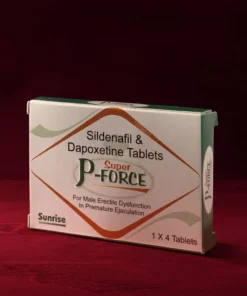 Sildenafil &
Dapoxetine Tablets
Super
P-FORCE
For Male Erectile Dysfunction
In Premature Ejaculation
Sunrise
1 X 4 Tablets